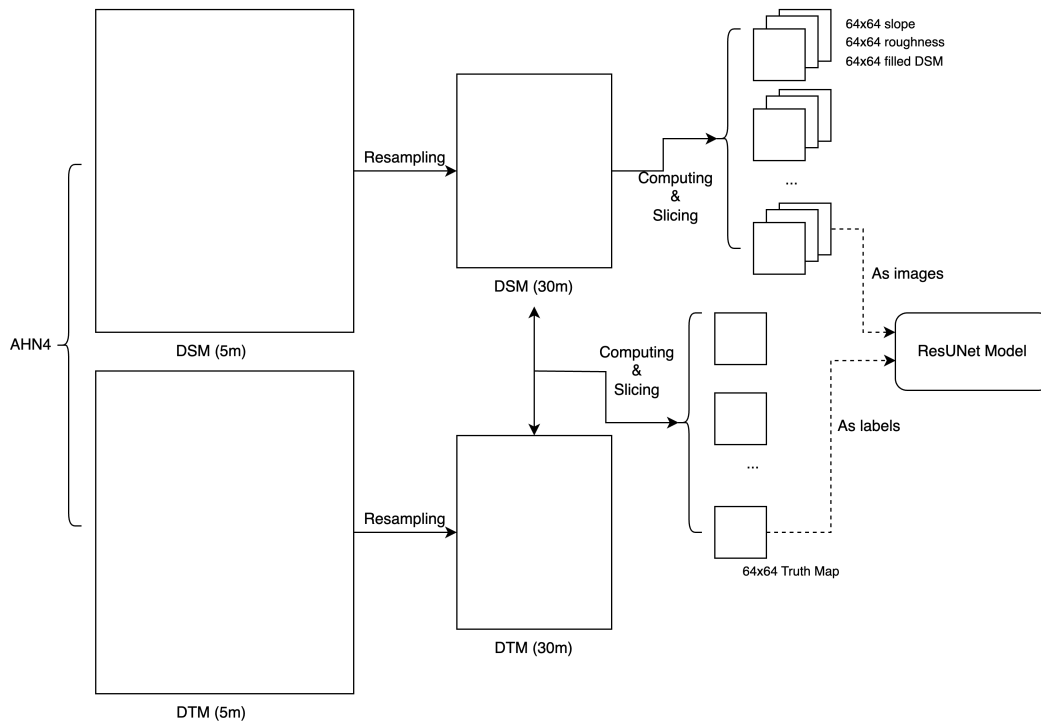 64x64 slope
64x64 roughness
64x64 filled DSM
Resampling
Computing
&
Slicing
...
DSM (30m)
As images
AHN4
DSM (5m)
Computing
&
Slicing
ResUNet Model
As labels
...
Resampling
64x64 Truth Map
DTM (30m)
DTM (5m)